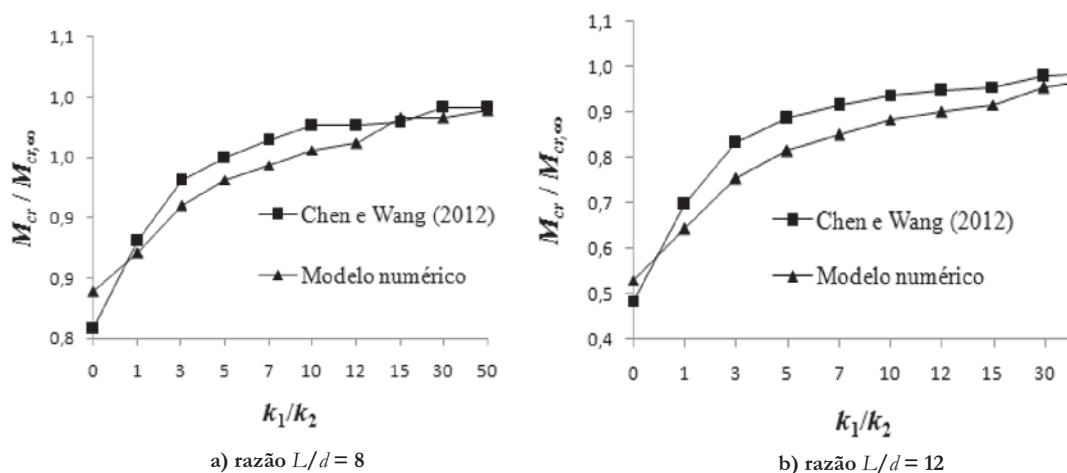 1,1
1,0
1,0
0,9
0,9
0,8
M_cr / M_cr,∞
Chen e Wang (2012)
Modelo numérico
0 1 3 5 7 10 12 15 30 50
k₁/k₂
a) razão L/d = 8
1,1
1,0
0,9
0,8
0,7
0,6
0,5
0,4
M_cr / M_cr,∞
Chen e Wang (2012)
Modelo numérico
0 1 3 5 7 10 12 15 30
k₁/k₂
b) razão L/d = 12